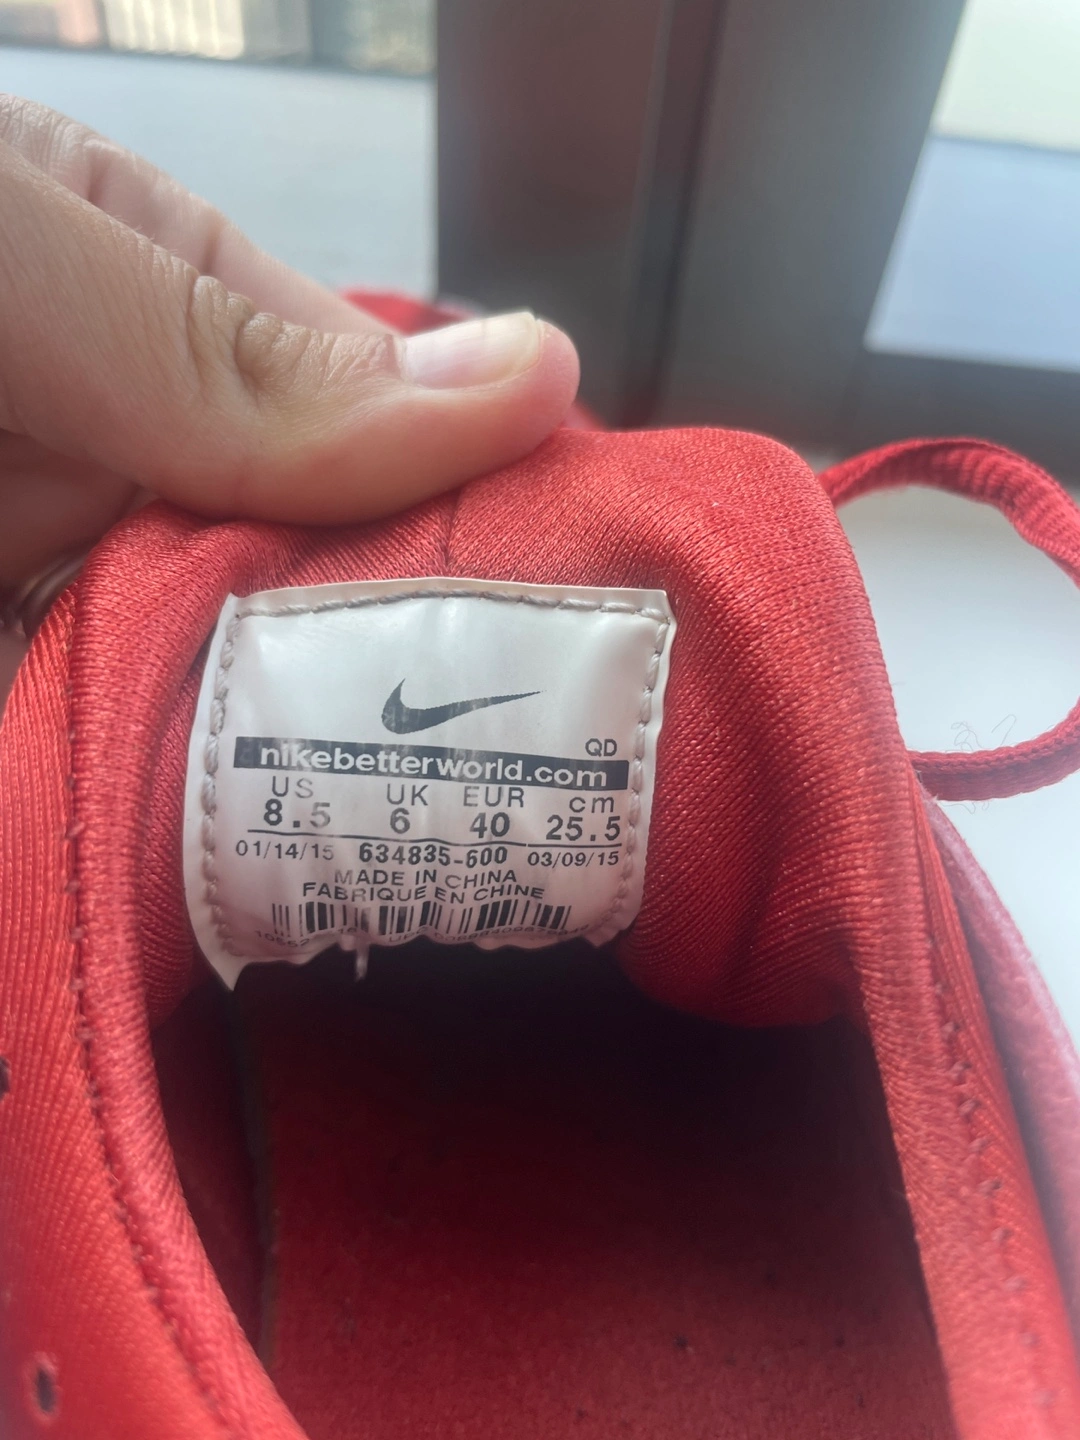 QD
nikebetterworld.com
US UK EUR cm
8.5 6 40 25.5
01/14/15 634835-600 03/09/15
MADE IN CHINA
FABRIQUE EN CHINE